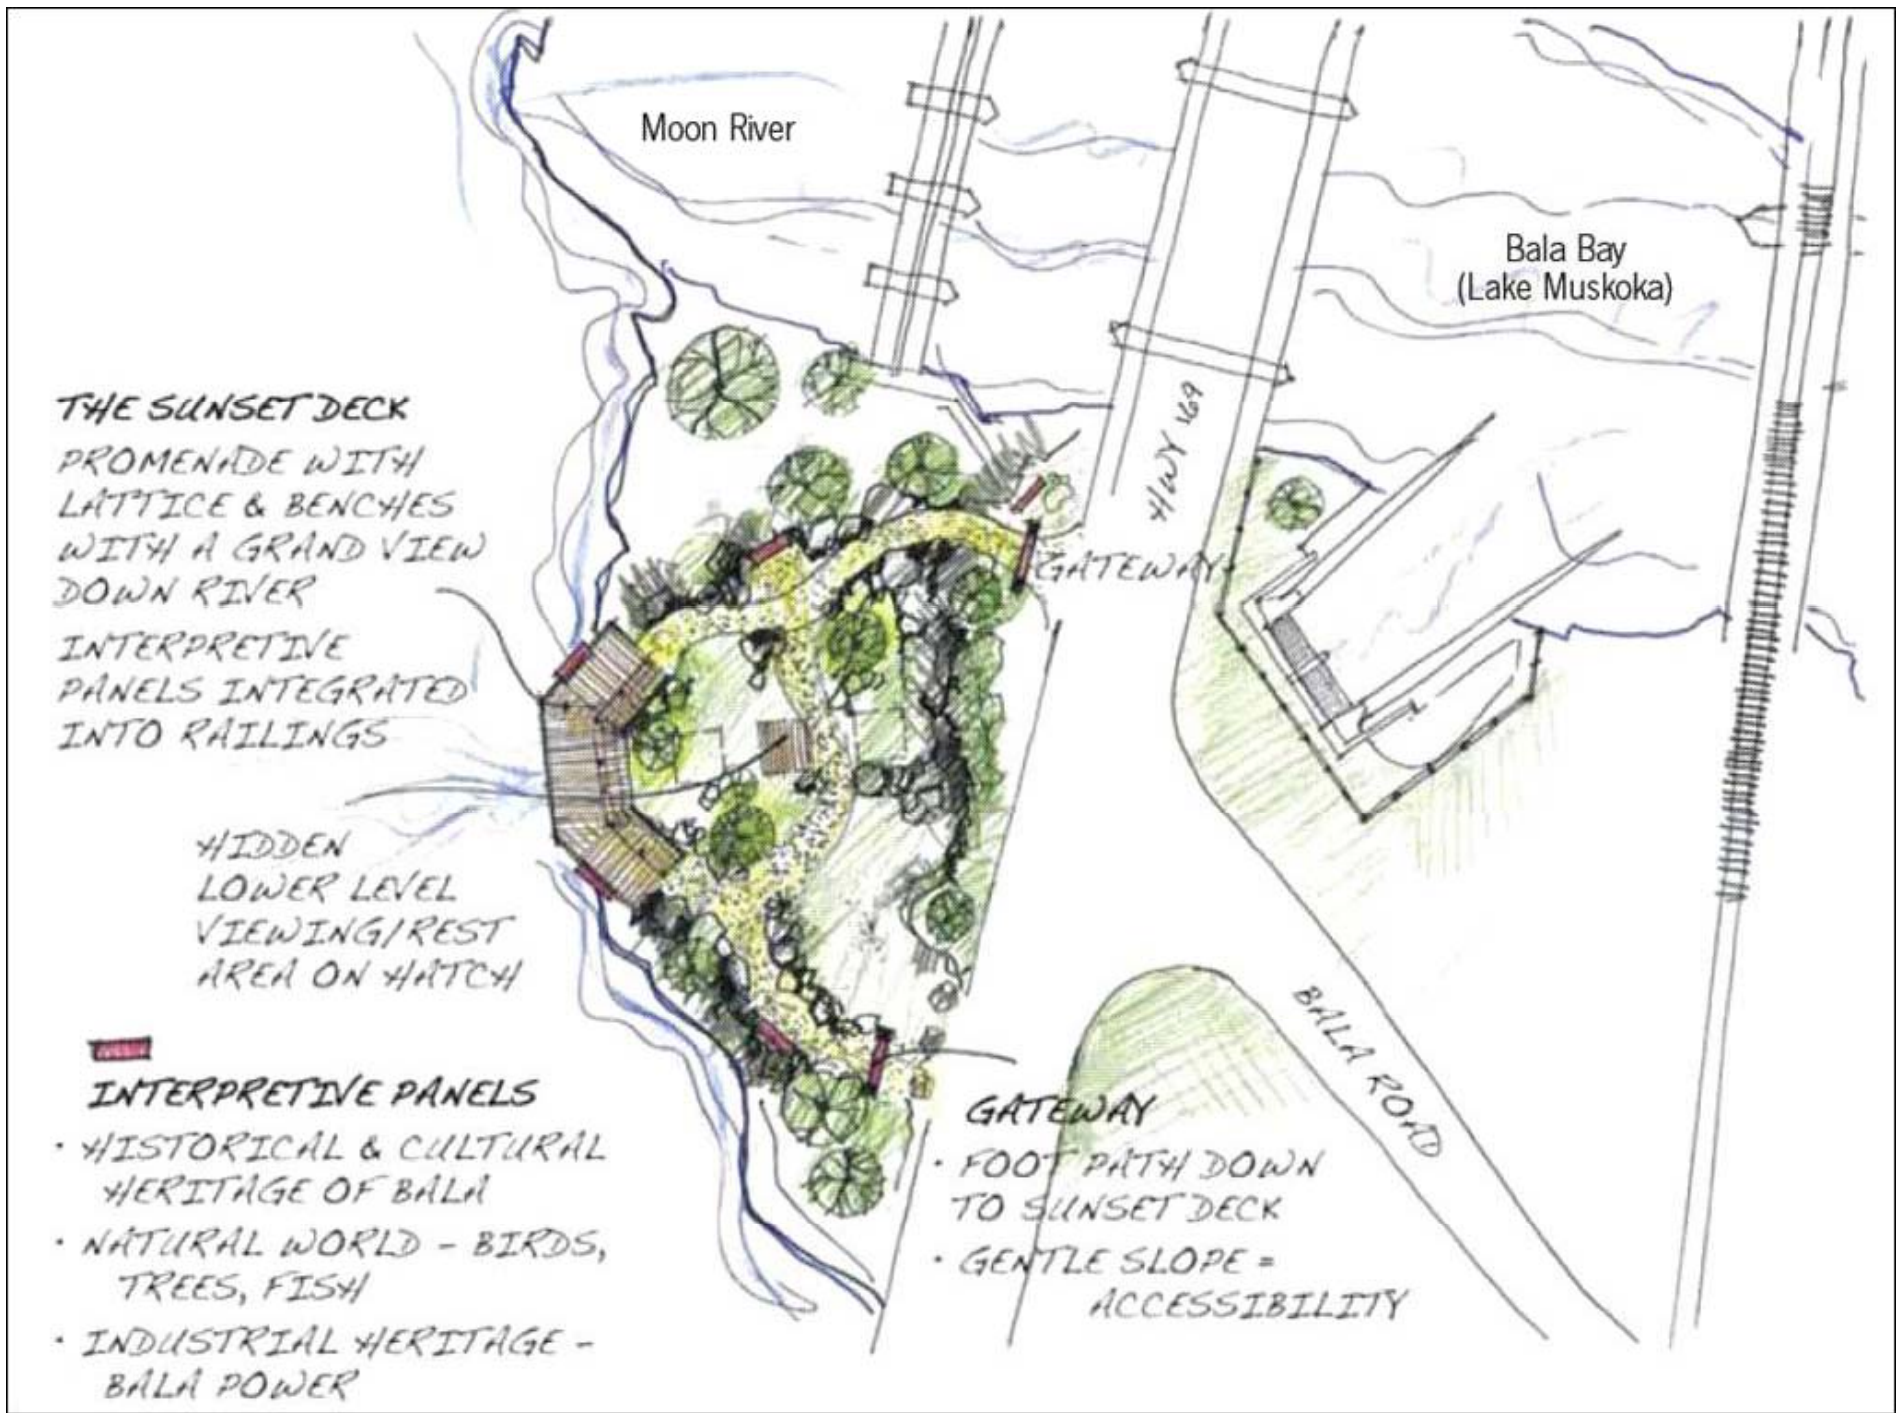 Moon River
Bala Bay
(Lake Muskoka)
HWY 169
THE SUNSET DECK
PROMENADE WITH
LATTICE & BENCHES
WITH A GRAND VIEW
DOWN RIVER
INTERPRETIVE
PANELS INTEGRATED
INTO RAILINGS
GATEWAY
HIDDEN
LOWER LEVEL
VIEWING/REST
AREA ON HATCH
BALA ROAD
INTERPRETIVE PANELS
· HISTORICAL & CULTURAL
HERITAGE OF BALA
· NATURAL WORLD - BIRDS,
TREES, FISH
· INDUSTRIAL HERITAGE -
BALA POWER
GATEWAY
· FOOT PATH DOWN
TO SUNSET DECK
· GENTLE SLOPE =
ACCESSIBILITY